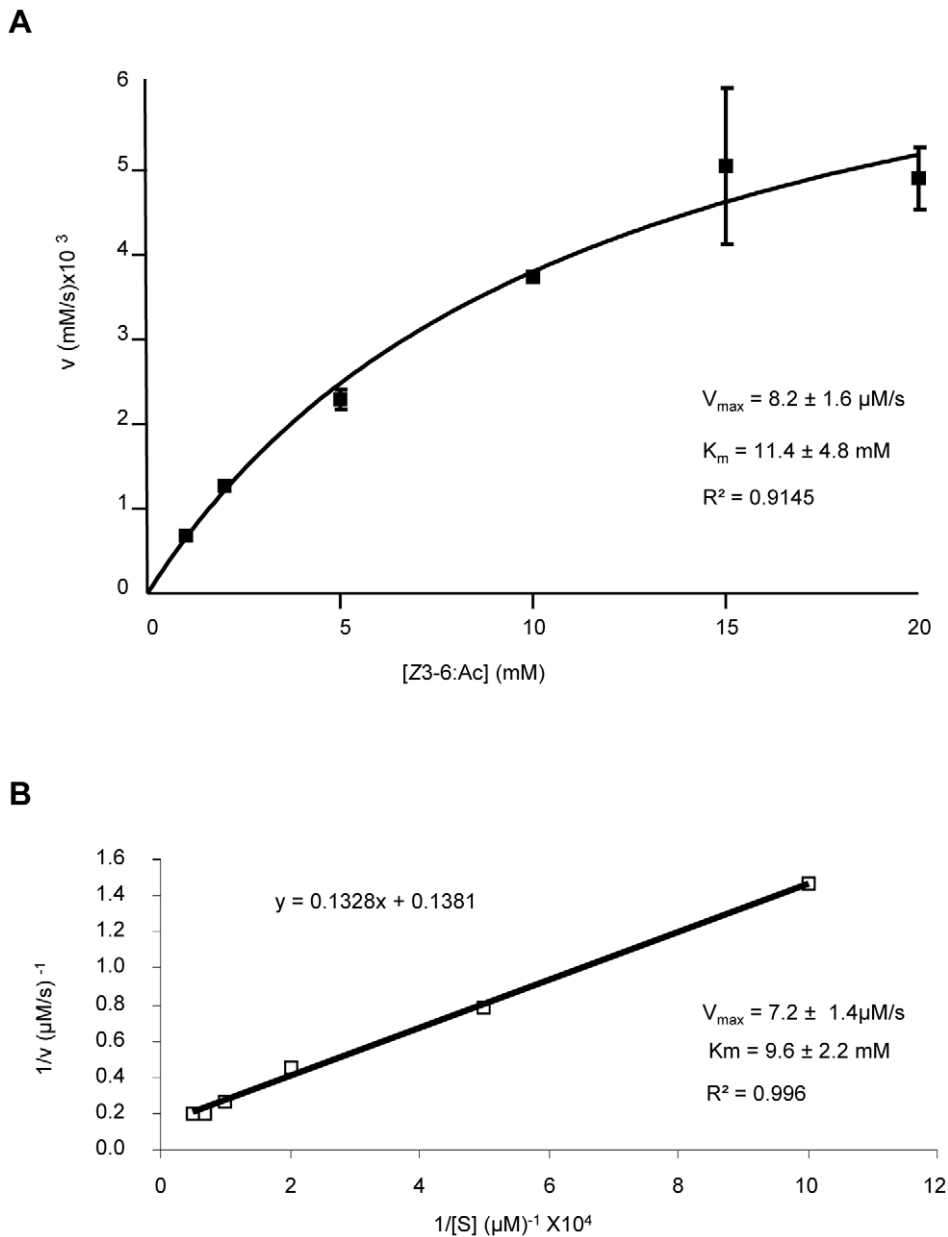 A
6
5
4
3
2
1
0
v (mM/s)x10 ³
Vmax = 8.2 ± 1.6 µM/s
Km = 11.4 ± 4.8 mM
R² = 0.9145
0 5 10 15 20
[Z3-6:Ac] (mM)
B
1.6
1.4
1.2
1.0
0.8
0.6
0.4
0.2
0.0
1/v (µM/s) ⁻¹
y = 0.1328x + 0.1381
Vmax = 7.2 ± 1.4µM/s
Km = 9.6 ± 2.2 mM
R² = 0.996
0 2 4 6 8 10 12
1/[S] (µM)⁻¹ X10⁴